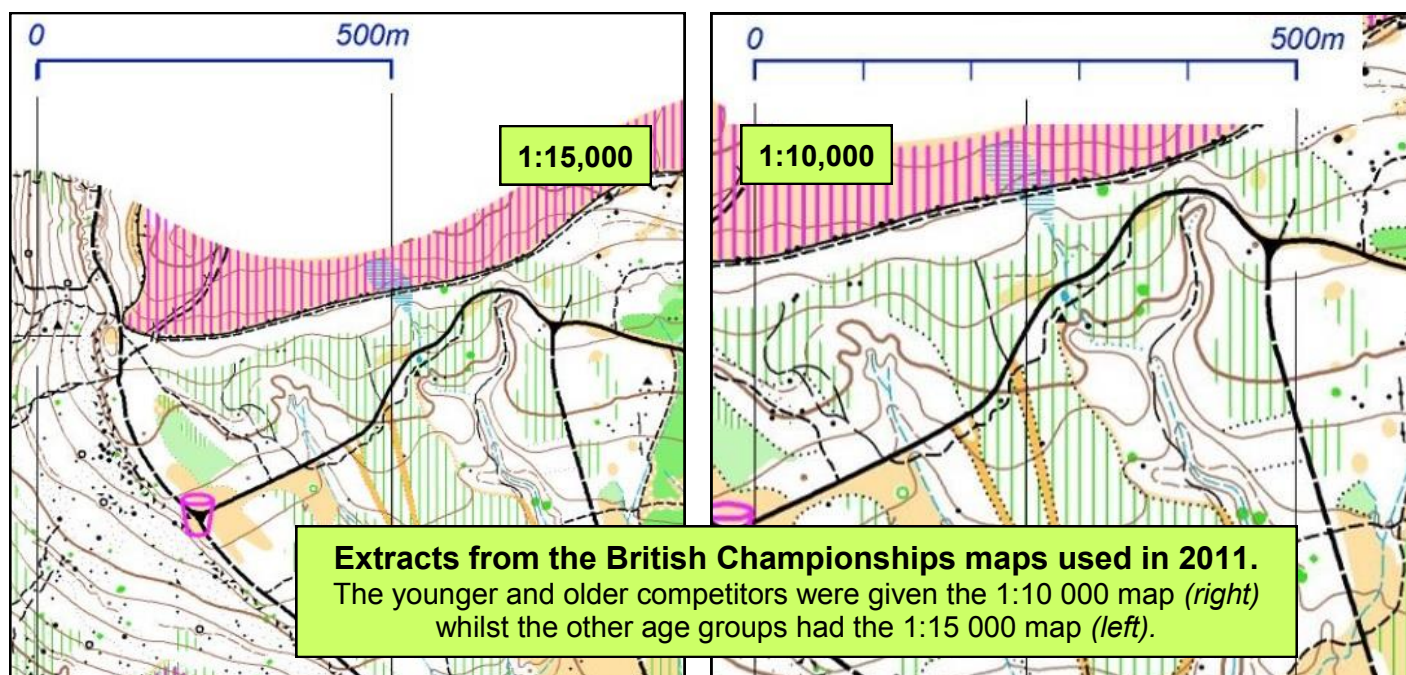 0 500m
1:15,000
0 500m
1:10,000
Extracts from the British Championships maps used in 2011.
The younger and older competitors were given the 1:10 000 map (right)
whilst the other age groups had the 1:15 000 map (left).